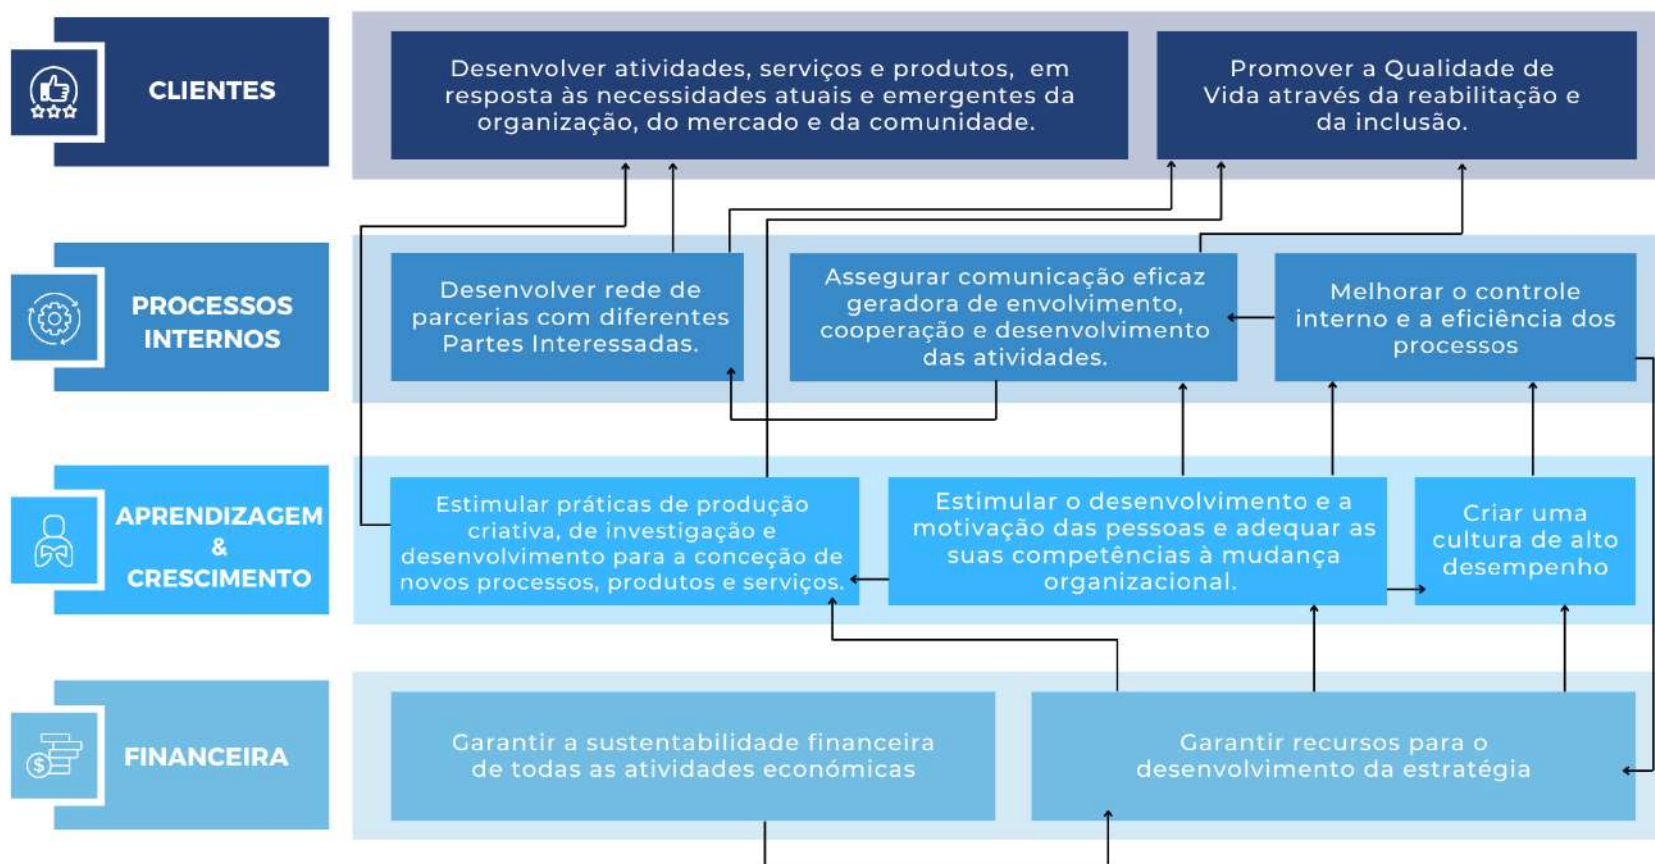 CLIENTES
Desenvolver atividades, serviços e produtos, em
resposta às necessidades atuais e emergentes da
organização, do mercado e da comunidade.
Promover a Qualidade de
Vida através da reabilitação e
da inclusão.
PROCESSOS
INTERNOS
Desenvolver rede de
parcerias com diferentes
Partes Interessadas.
Assegurar comunicação eficaz
geradora de envolvimento,
cooperação e desenvolvimento
das atividades.
Melhorar o controle
interno e a eficiência dos
processos
APRENDIZAGEM
&
CRESCIMENTO
Estimular práticas de produção
criativa, de investigação e
desenvolvimento para a conceção de
novos processos, produtos e serviços.
Estimular o desenvolvimento e a
motivação das pessoas e adequar as
suas competências à mudança
organizacional.
Criar uma
cultura de alto
desempenho
$
FINANCEIRA
Garantir a sustentabilidade financeira
de todas as atividades económicas
Garantir recursos para o
desenvolvimento da estratégia